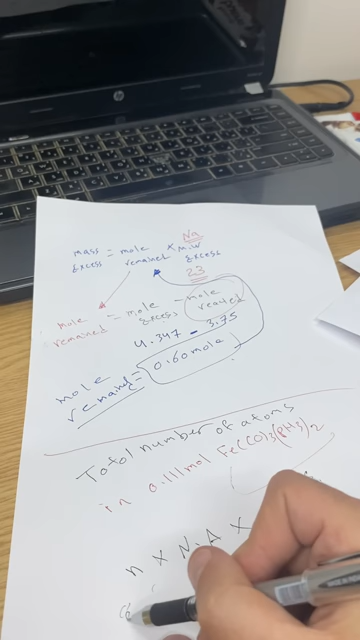 Na
mass = mole × M.W
excess remained excess
23
mole = mole - mole
remained excess reacted
4.347 - 3.75
mole = 0.60 mole
remained
Total number of atoms
in 0.111 mol Fe(CO)3(PH3)2
n × N.A ×